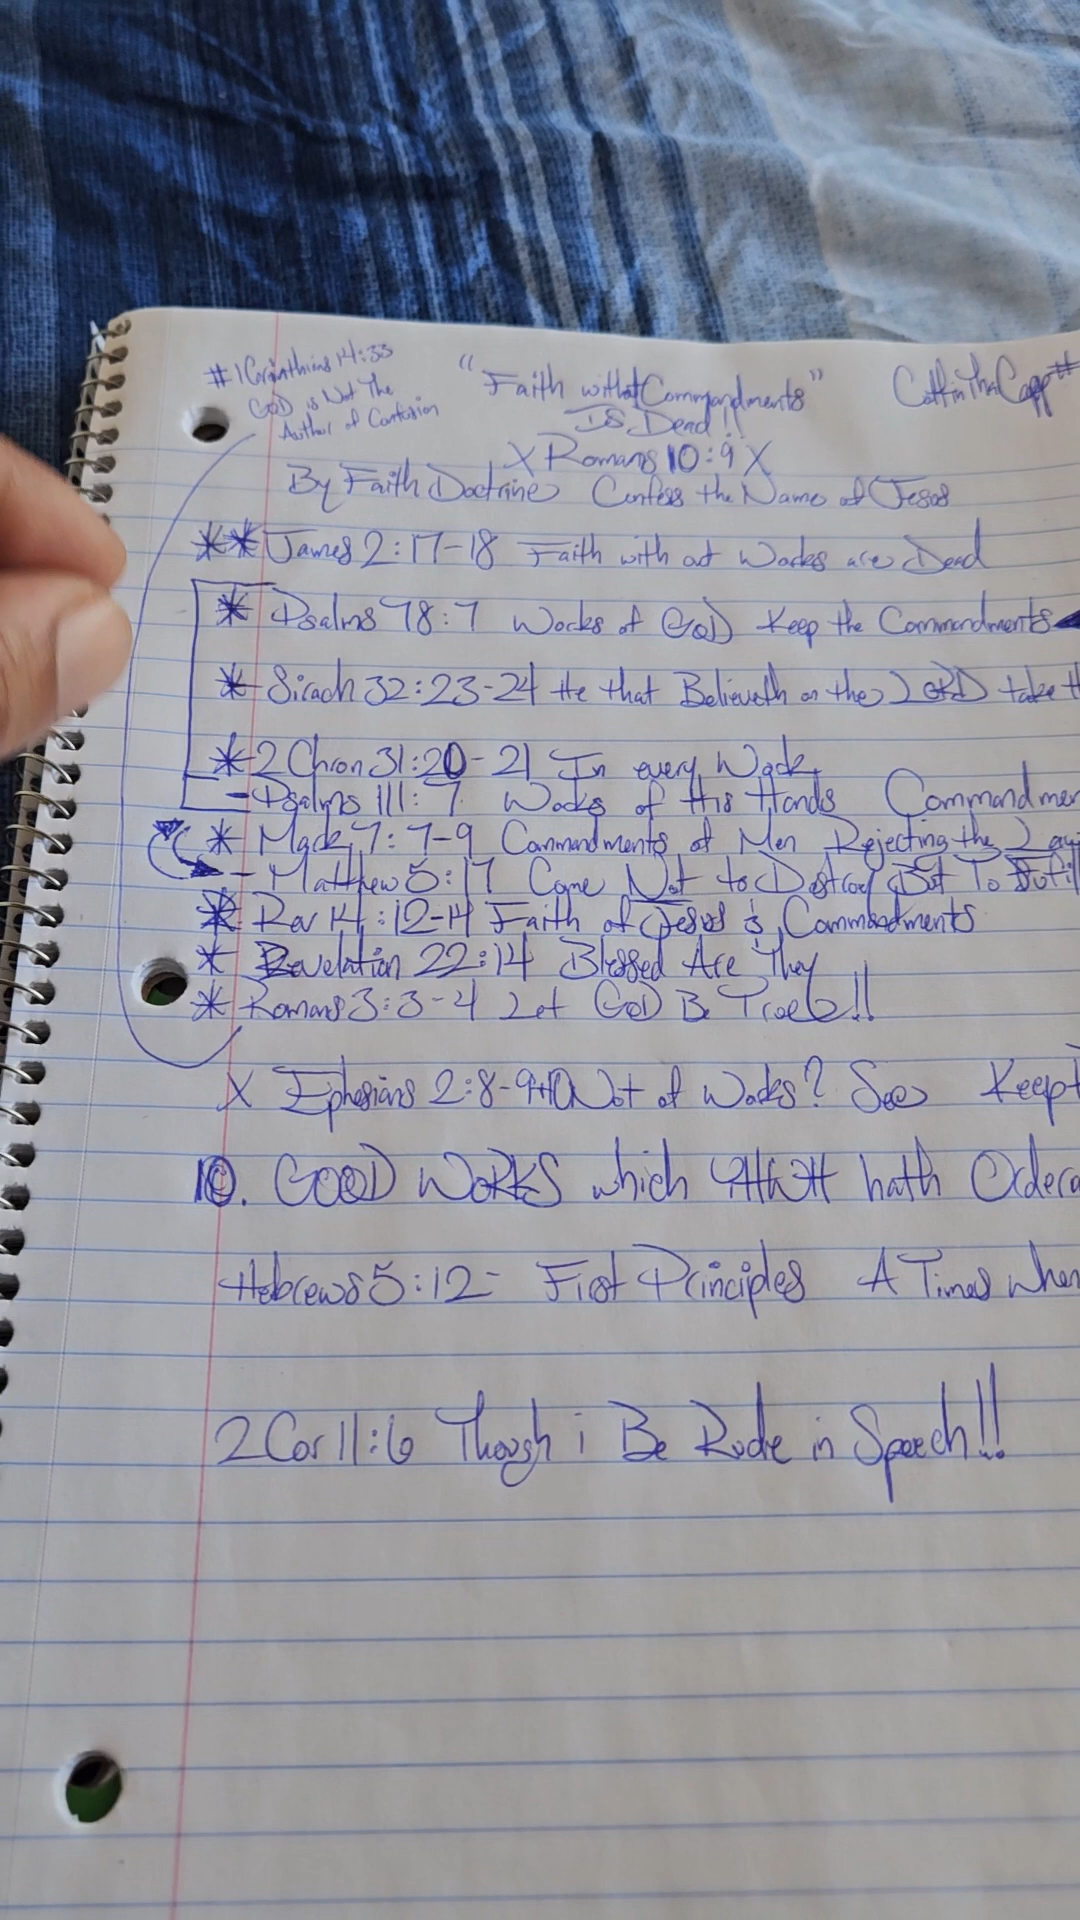 #1 Corinthians 14:33
GOD is Not The
Author of Confusion
"Faith without Commandments"
IS Dead!!
X Romans 10:9 X
By Faith Doctrine Confess the Name of Jesus
** James 2:17-18 Faith with out Works are Dead
* Psalms 78:7 Works of GOD Keep the Commandments
* Sirach 32:23-24 He that Believeth on the LORD take
* 2 Chron 31:20-21 In every Work
- Psalms 111:7 Works of His Hands Commandmen
* Mark 7:7-9 Commandments of Men Rejecting the
- Matthew 5:17 Come Not to Destroy But To
* Rev 14:12-14 Faith of Jesus & Commandments
* Revelation 22:14 Blessed Are They
* Romans 3:3-4 Let GOD Be True!!
X Ephesians 2:8-9+10 Not of Works? See Keep
10. GOOD WORKS which hath
Hebrews 5:12- First Principles A Time When
2 Cor 11:6 Though i Be Rude in Speech!!